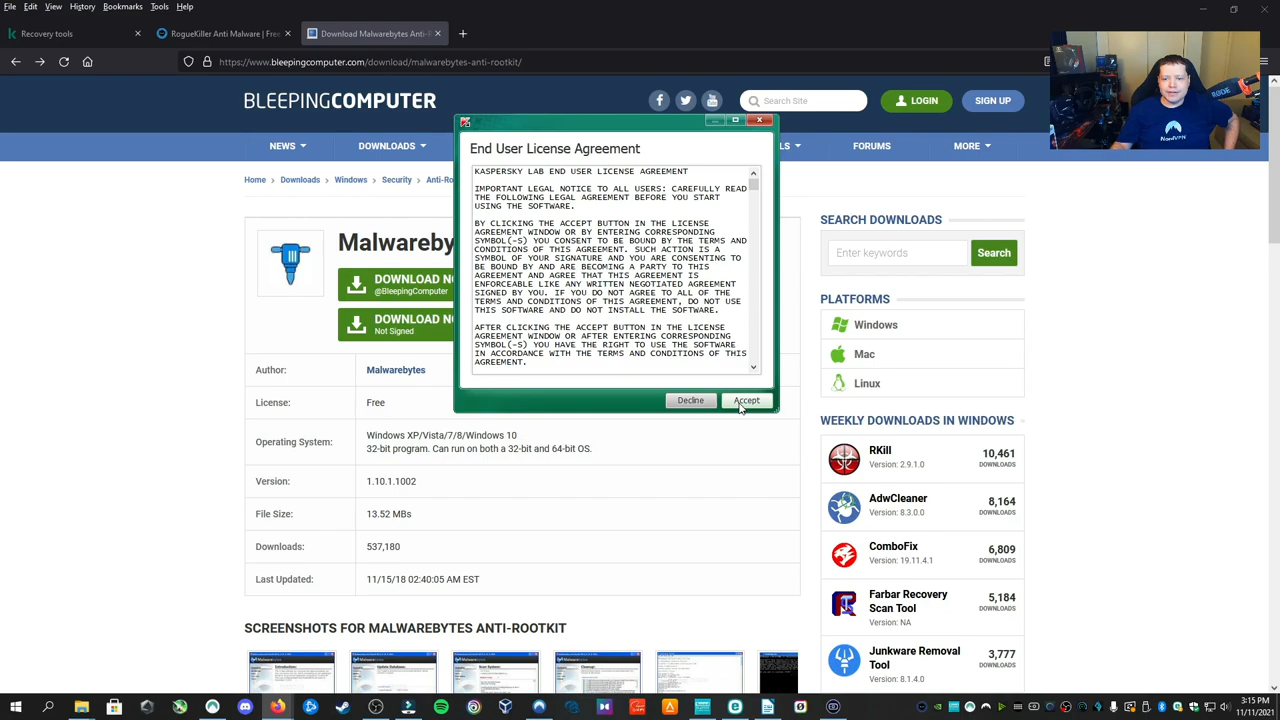 File Edit View History Bookmarks Tools Help
Recovery tools
RogueKiller Anti Malware | Free
Download Malwarebytes Anti-R
https://www.bleepingcomputer.com/download/malwarebytes-anti-rootkit/
BLEEPINGCOMPUTER
Search Site
LOGIN
SIGN UP
NEWS
DOWNLOADS
FORUMS
MORE
Home
Downloads
Windows
Security
Anti-Ro
End User License Agreement
KASPERSKY LAB END USER LICENSE AGREEMENT
IMPORTANT LEGAL NOTICE TO ALL USERS: CAREFULLY READ
THE FOLLOWING LEGAL AGREEMENT BEFORE YOU START
USING THE SOFTWARE.
BY CLICKING THE ACCEPT BUTTON IN THE LICENSE
AGREEMENT WINDOW OR BY ENTERING CORRESPONDING
SYMBOL(-S) YOU CONSENT TO BE BOUND BY THE TERMS AND
CONDITIONS OF THIS AGREEMENT. SUCH ACTION IS A
SYMBOL OF YOUR SIGNATURE AND YOU ARE CONSENTING TO
BE BOUND BY AND ARE BECOMING A PARTY TO THIS
AGREEMENT AND AGREE THAT THIS AGREEMENT IS
ENFORCEABLE LIKE ANY WRITTEN NEGOTIATED AGREEMENT
SIGNED BY YOU. IF YOU DO NOT AGREE TO ALL OF THE
TERMS AND CONDITIONS OF THIS AGREEMENT, DO NOT USE
THIS SOFTWARE AND DO NOT INSTALL THE SOFTWARE.
AFTER CLICKING THE ACCEPT BUTTON IN THE LICENSE
AGREEMENT WINDOW OR AFTER ENTERING CORRESPONDING
SYMBOL(-S) YOU HAVE THE RIGHT TO USE THE SOFTWARE
IN ACCORDANCE WITH THE TERMS AND CONDITIONS OF THIS
AGREEMENT.
Decline
Accept
Malwareby
DOWNLOAD NO
@BleepingComputer
DOWNLOAD NO
Not Signed
Author:
Malwarebytes
License:
Free
Operating System:
Windows XP/Vista/7/8/Windows 10
32-bit program. Can run on both a 32-bit and 64-bit OS.
Version:
1.10.1.1002
File Size:
13.52 MBs
Downloads:
537,180
Last Updated:
11/15/18 02:40:05 AM EST
SCREENSHOTS FOR MALWAREBYTES ANTI-ROOTKIT
SEARCH DOWNLOADS
Enter keywords
Search
PLATFORMS
Windows
Mac
Linux
WEEKLY DOWNLOADS IN WINDOWS
RKill
Version: 2.9.1.0
10,461
DOWNLOADS
AdwCleaner
Version: 8.3.0.0
8,164
DOWNLOADS
ComboFix
Version: 19.11.4.1
6,809
DOWNLOADS
Farbar Recovery
Scan Tool
Version: NA
5,184
DOWNLOADS
Junkware Removal
Tool
Version: 8.1.4.0
3,777
DOWNLOADS
RODE
NordVPN
3:15 PM
11/11/2021